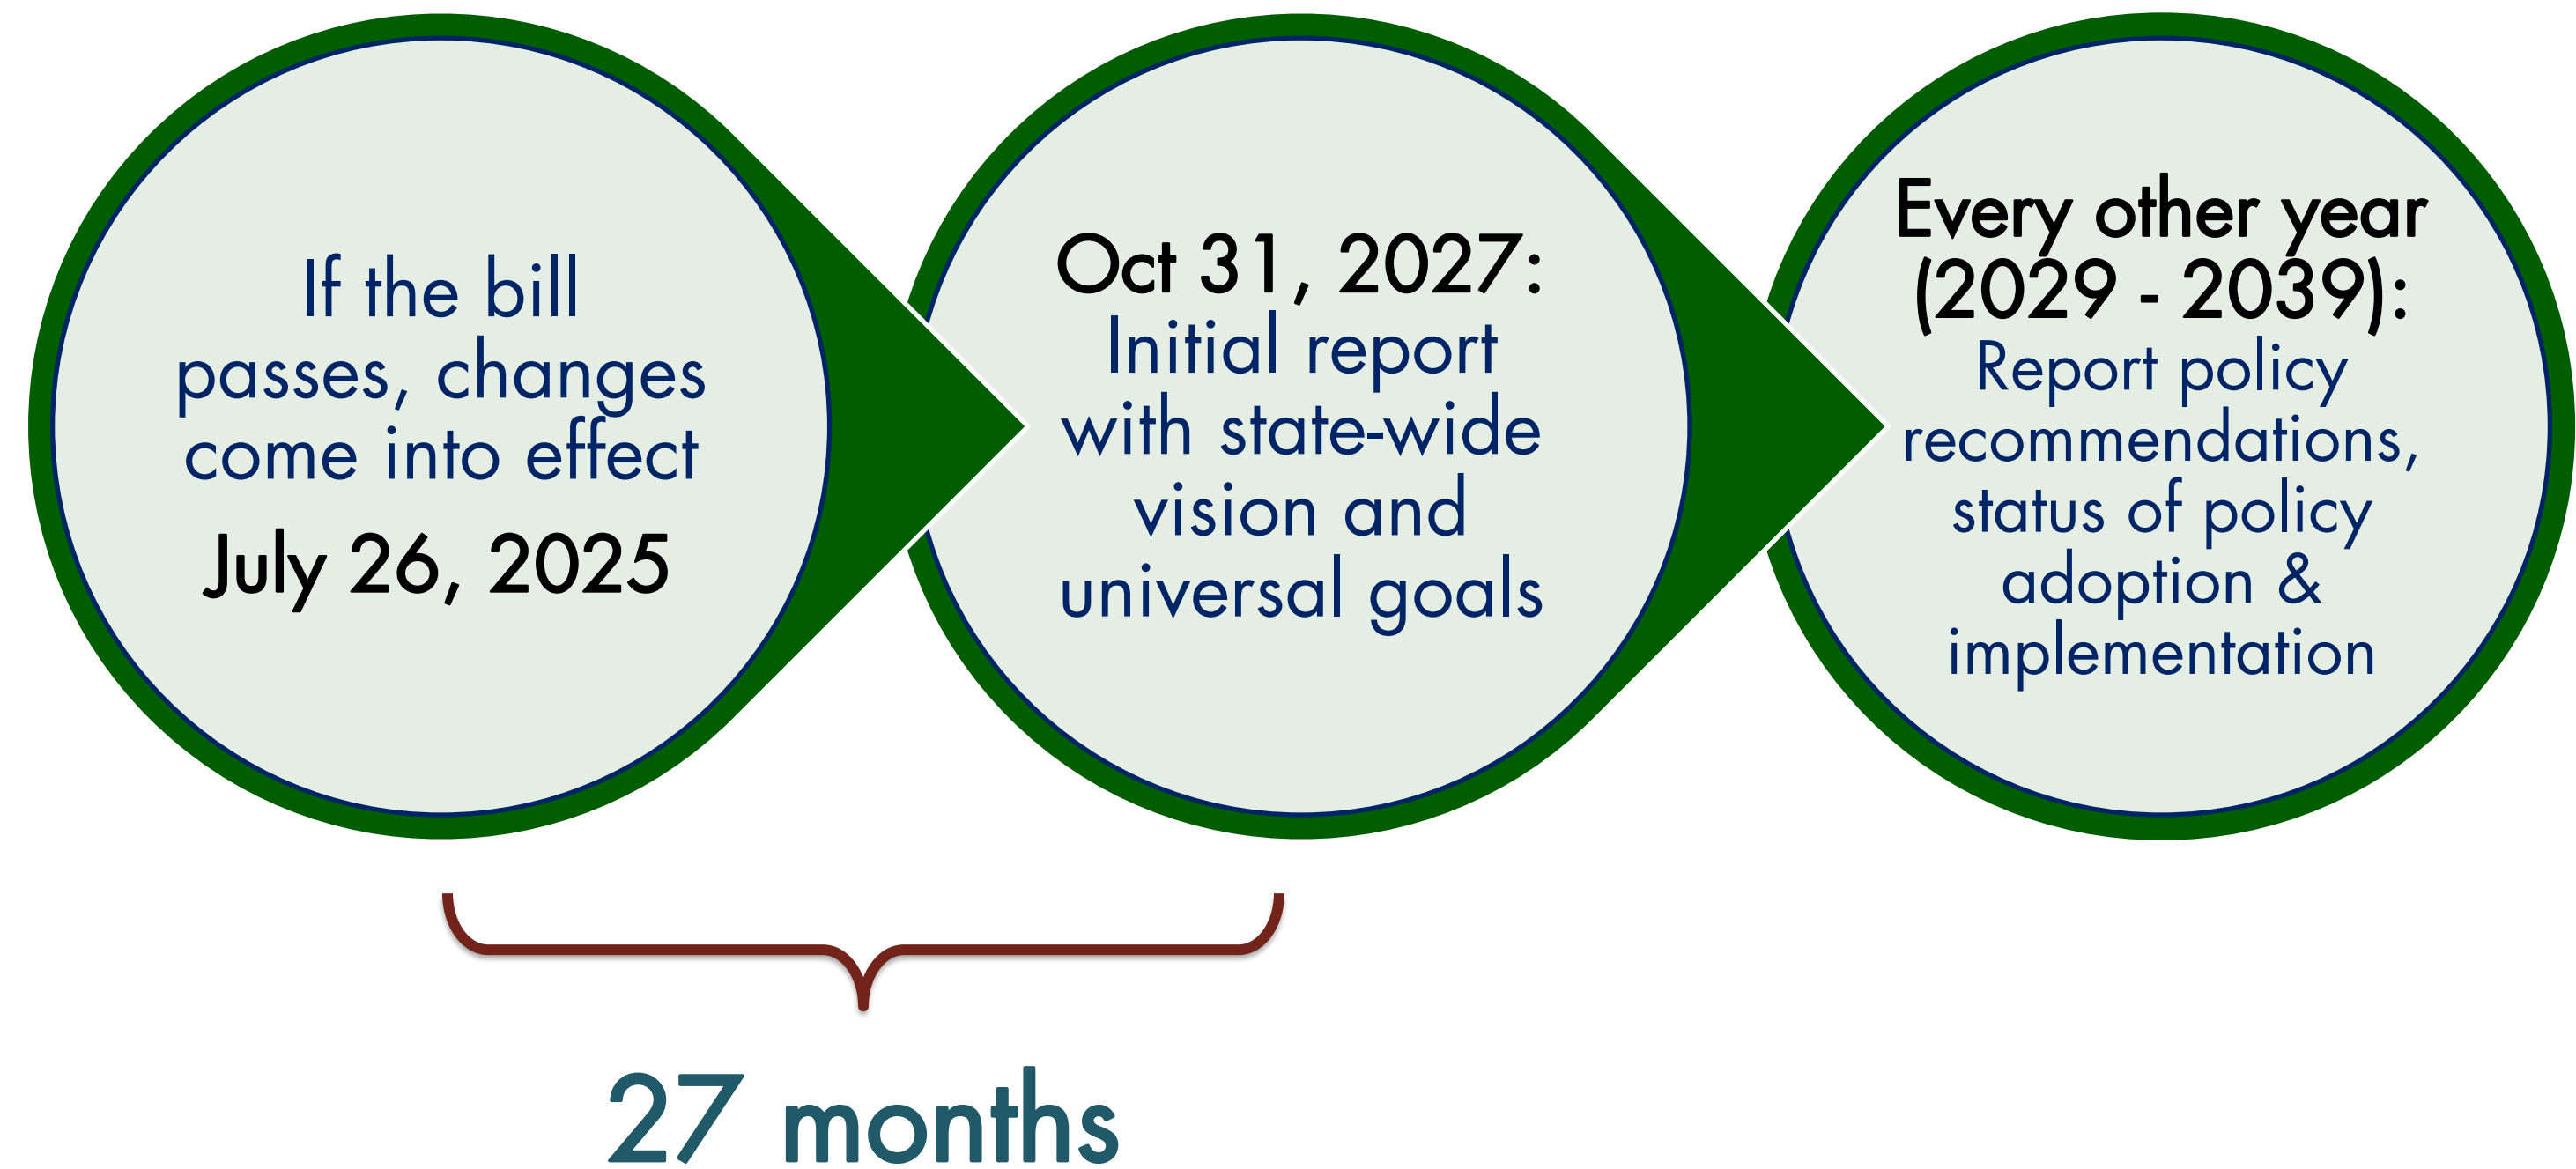 If the bill
passes, changes
come into effect
July 26, 2025
Oct 31, 2027:
Initial report
with state-wide
vision and
universal goals
Every other year
(2029 - 2039):
Report policy
recommendations,
status of policy
adoption &
implementation
27 months